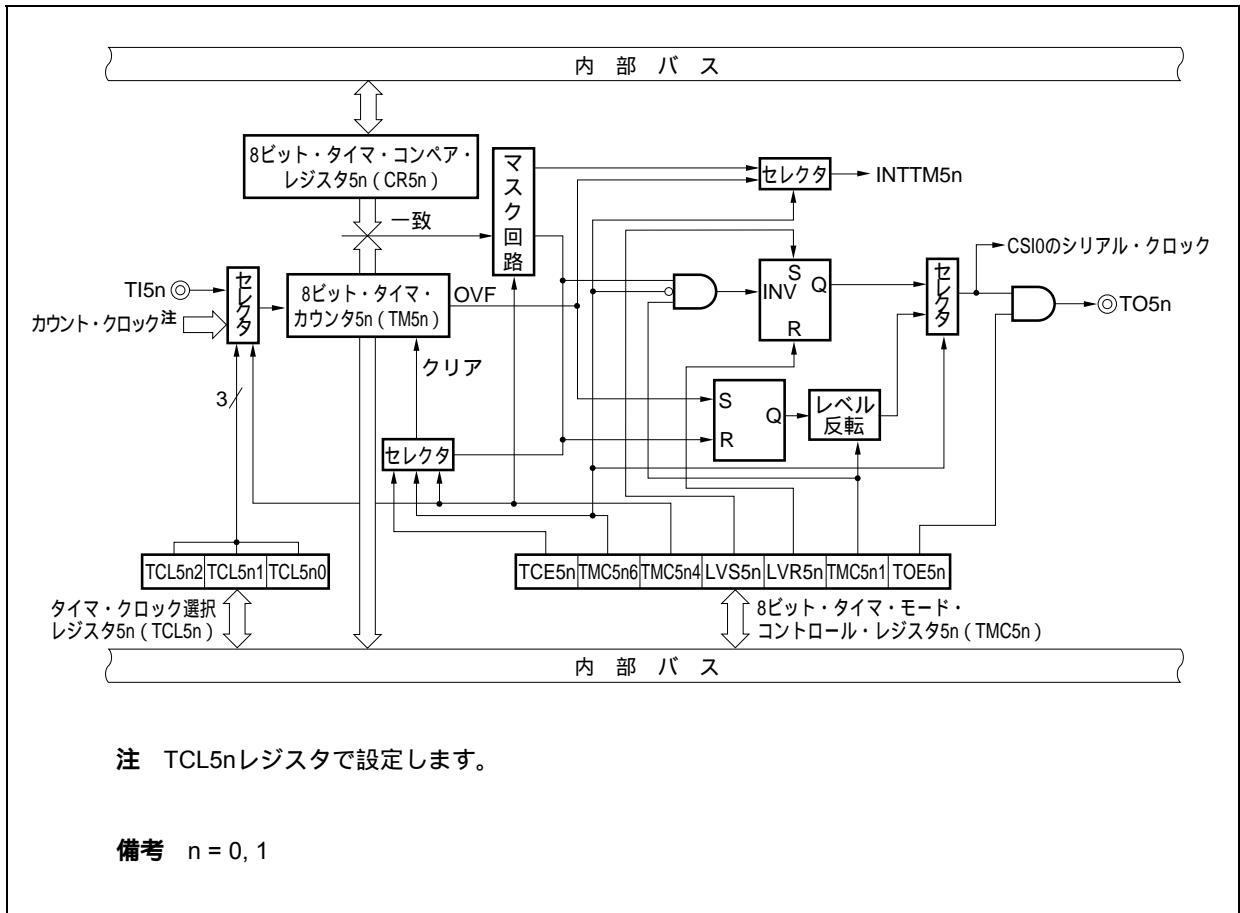 内 部 バ ス
8ビット・タイマ・コンペア・
レジスタ5n（CR5n）
マスク回路
セレクタ
INTTM5n
一致
TI5n
カウント・クロック注
セレクタ
8ビット・タイマ・
カウンタ5n（TM5n）
OVF
S
INV
Q
R
セレクタ
CSI0のシリアル・クロック
TO5n
クリア
3
S
Q
R
レベル
反転
セレクタ
TCL5n2 TCL5n1 TCL5n0
TCE5n TMC5n6 TMC5n4 LVS5n LVR5n TMC5n1 TOE5n
タイマ・クロック選択
レジスタ5n（TCL5n）
8ビット・タイマ・モード・
コントロール・レジスタ5n（TMC5n）
内 部 バ ス
注 TCL5nレジスタで設定します。
備考 n = 0, 1